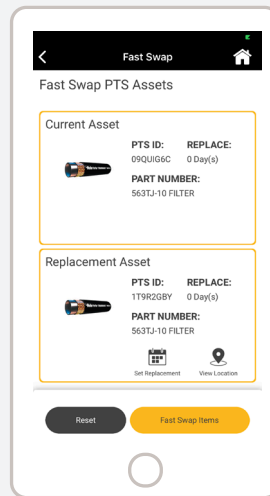 Fast Swap
Fast Swap PTS Assets
Current Asset
PTS ID: REPLACE:
09QUIG6C 0 Day(s)
PART NUMBER:
563TJ-10 FILTER
Replacement Asset
PTS ID: REPLACE:
1T9R2GBY 0 Day(s)
PART NUMBER:
563TJ-10 FILTER
Set Replacement View Location
Reset Fast Swap Items